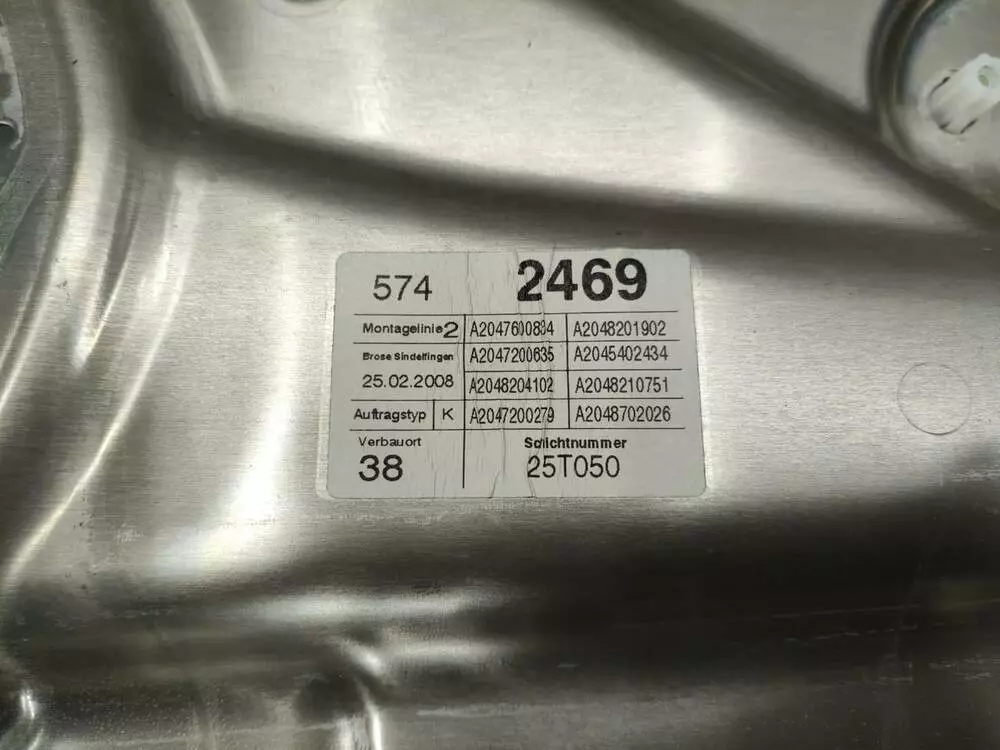 574 2469
Montagelinie 2 A2047600834 A2048201902
Brose Sindelfingen A2047200635 A2045402434
25.02.2008 A2048204102 A2048210751
Auftragstyp K A2047200279 A2048702026
Verbauort Schichtnummer
38 25T050